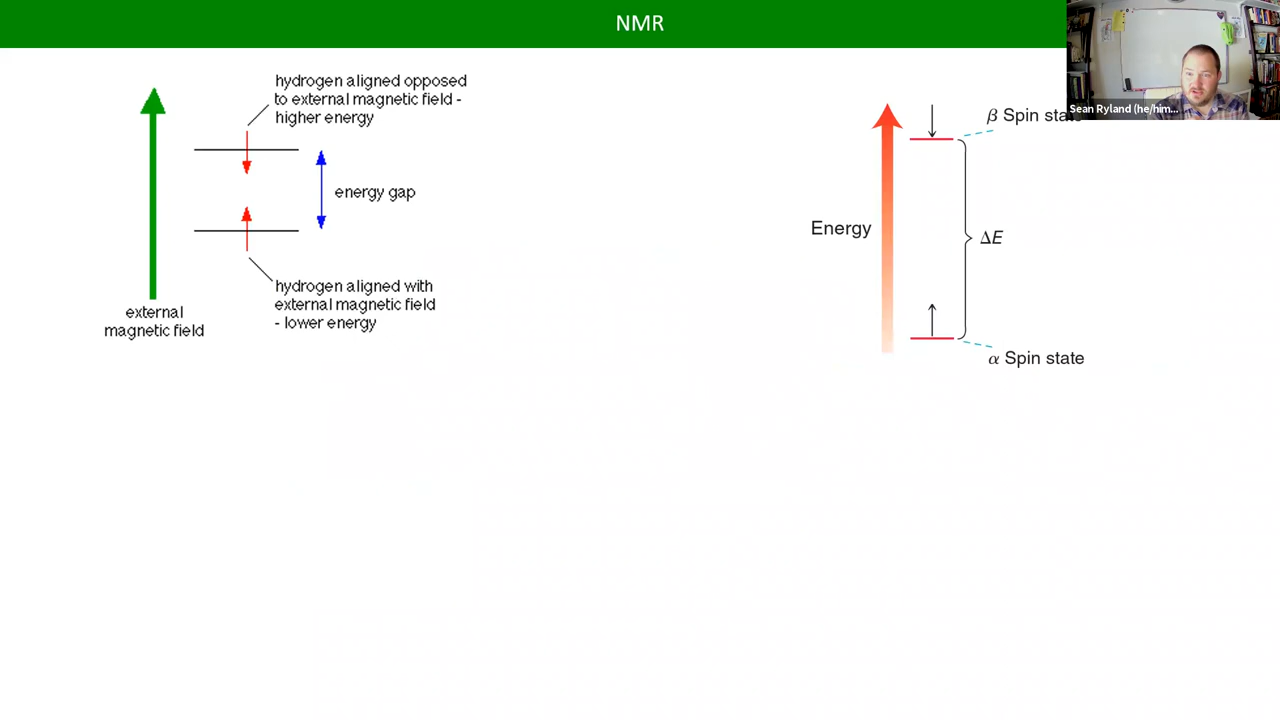 NMR
Sean Ryland (he/him...
hydrogen aligned opposed
to external magnetic field -
higher energy
energy gap
hydrogen aligned with
external magnetic field
- lower energy
external
magnetic field
β Spin state
Energy
ΔE
α Spin state